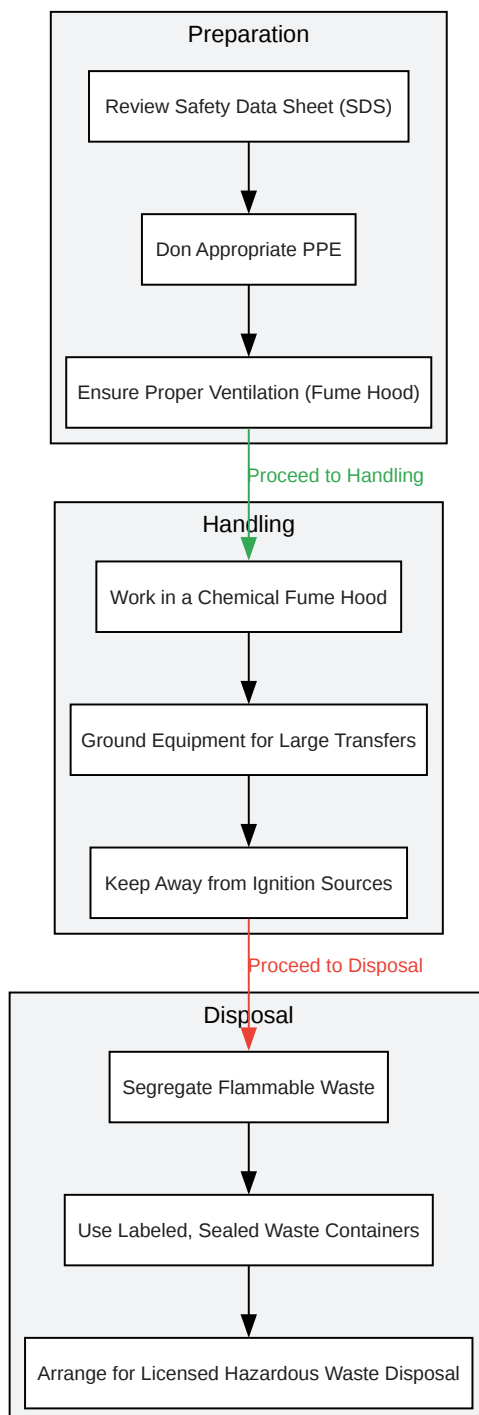 Preparation
Review Safety Data Sheet (SDS)
Don Appropriate PPE
Ensure Proper Ventilation (Fume Hood)
Proceed to Handling
Handling
Work in a Chemical Fume Hood
Ground Equipment for Large Transfers
Keep Away from Ignition Sources
Proceed to Disposal
Disposal
Segregate Flammable Waste
Use Labeled, Sealed Waste Containers
Arrange for Licensed Hazardous Waste Disposal